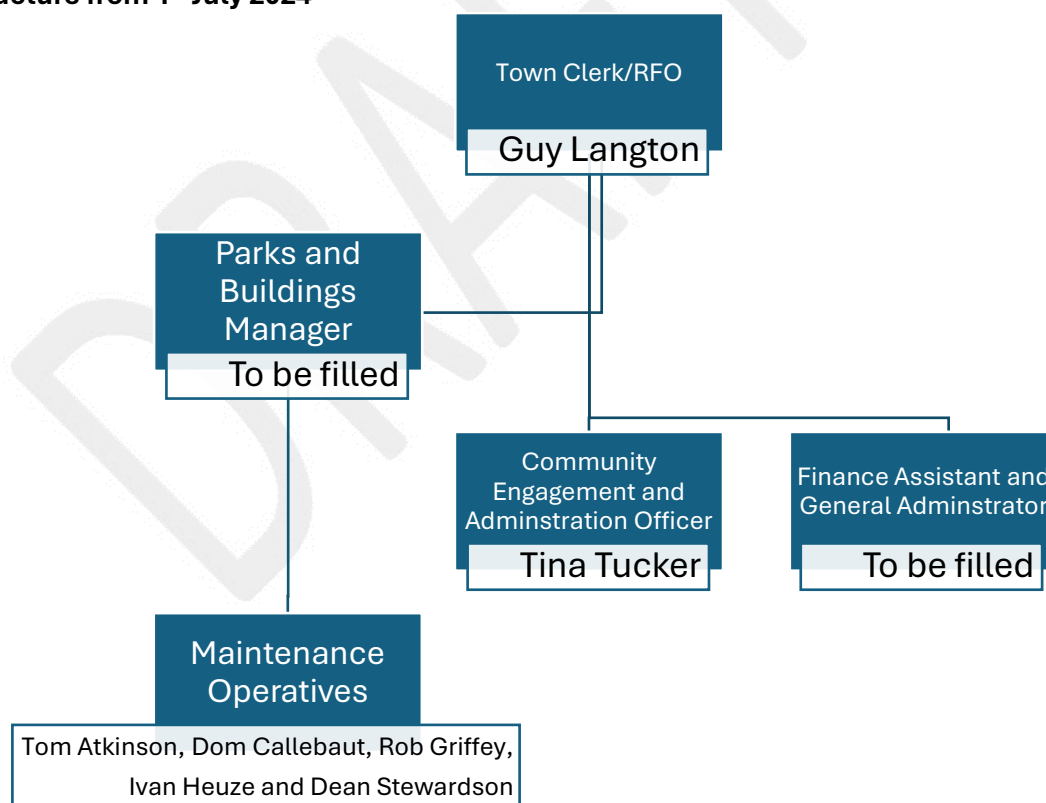 July 2024
Town Clerk/RFO
Guy Langton
Parks and
Buildings
Manager
To be filled
Community
Engagement and
Adminstration Officer
Tina Tucker
Finance Assistant and
General Adminstrator
To be filled
Maintenance
Operatives
Tom Atkinson, Dom Callebaut, Rob Griffey,
Ivan Heuze and Dean Stewardson